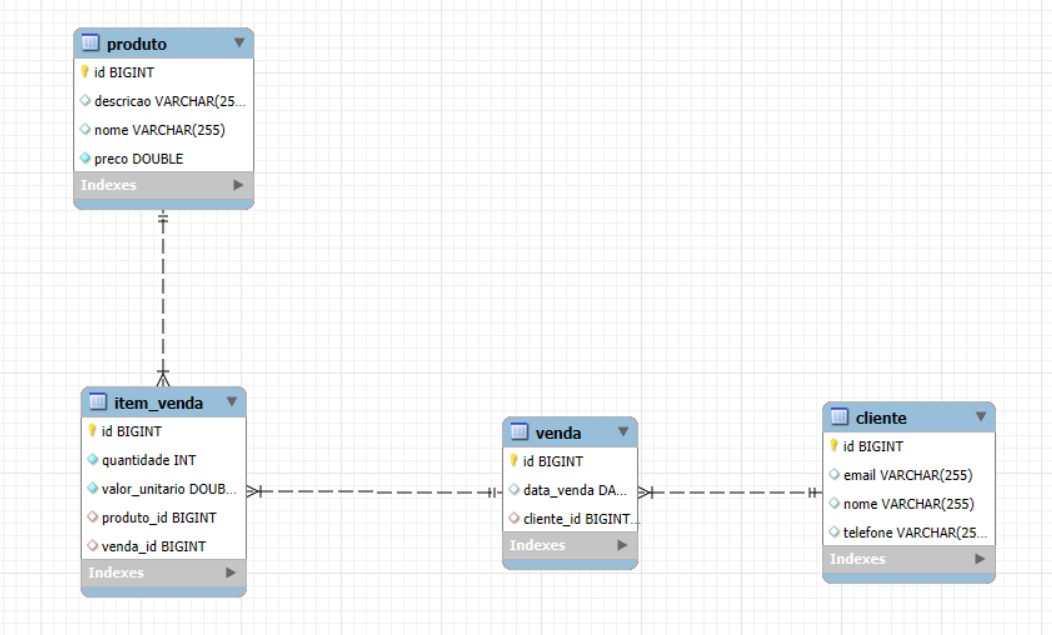 produto
id BIGINT
descricao VARCHAR(25...
nome VARCHAR(255)
preco DOUBLE
Indexes
item_venda
id BIGINT
quantidade INT
valor_unitario DOUB...
produto_id BIGINT
venda_id BIGINT
Indexes
venda
id BIGINT
data_venda DA...
cliente_id BIGINT...
Indexes
cliente
id BIGINT
email VARCHAR(255)
nome VARCHAR(255)
telefone VARCHAR(25...
Indexes